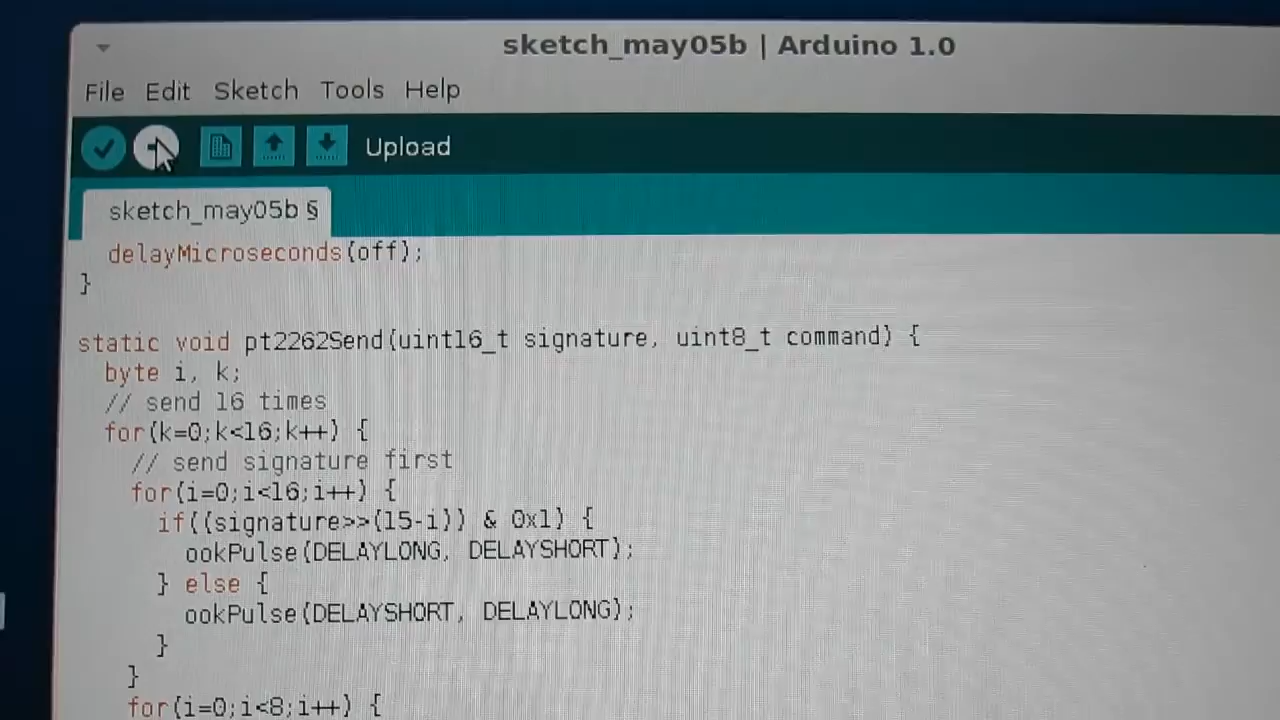 sketch_may05b | Arduino 1.0
File Edit Sketch Tools Help
Upload
sketch_may05b §
delayMicroseconds(off);
}
static void pt2262Send(uint16_t signature, uint8_t command) {
byte i, k;
// send 16 times
for(k=0;k<16;k++) {
// send signature first
for(i=0;i<16;i++) {
if((signature>>(15-i)) & 0x1) {
ookPulse(DELAYLONG, DELAYSHORT);
} else {
ookPulse(DELAYSHORT, DELAYLONG);
}
}
for(i=0;i<8;i++) {